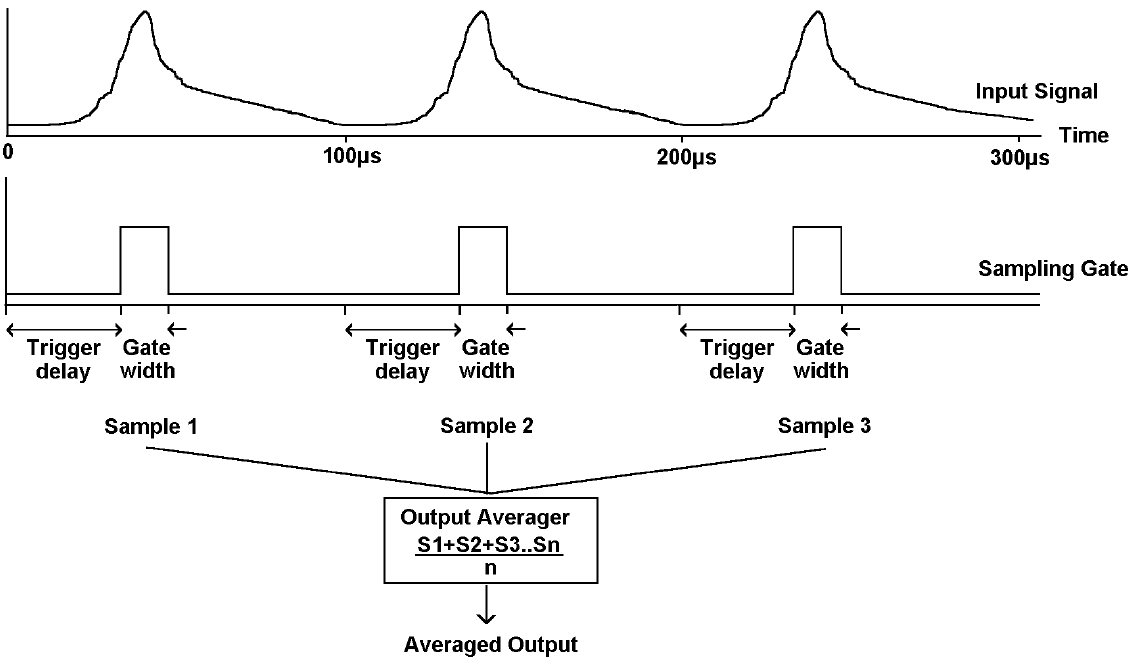 Input Signal
Time
0
100µs
200µs
300µs
Sampling Gate
Trigger
delay
Gate
width
Trigger
delay
Gate
width
Trigger
delay
Gate
width
Sample 1
Sample 2
Sample 3
Output Averager
S1+S2+S3..Sn
n
Averaged Output